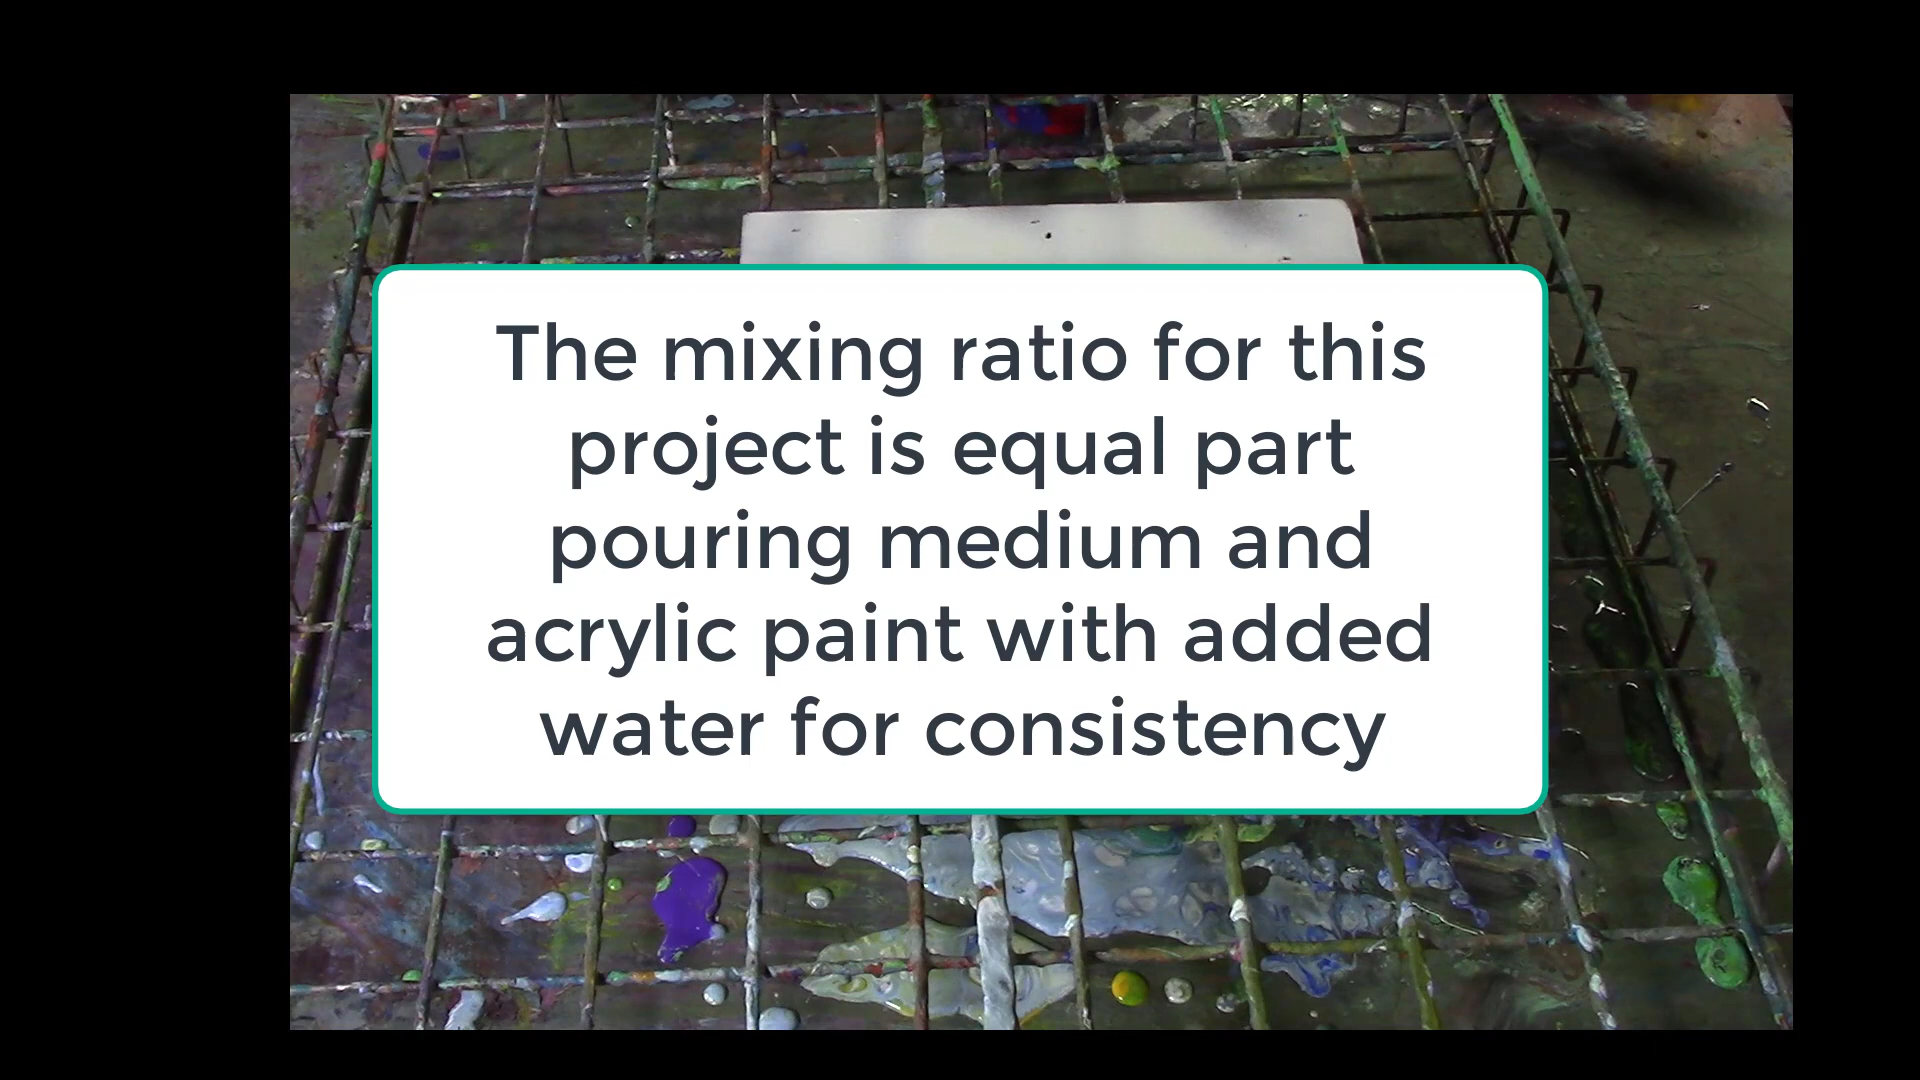 The mixing ratio for this
project is equal part
pouring medium and
acrylic paint with added
water for consistency